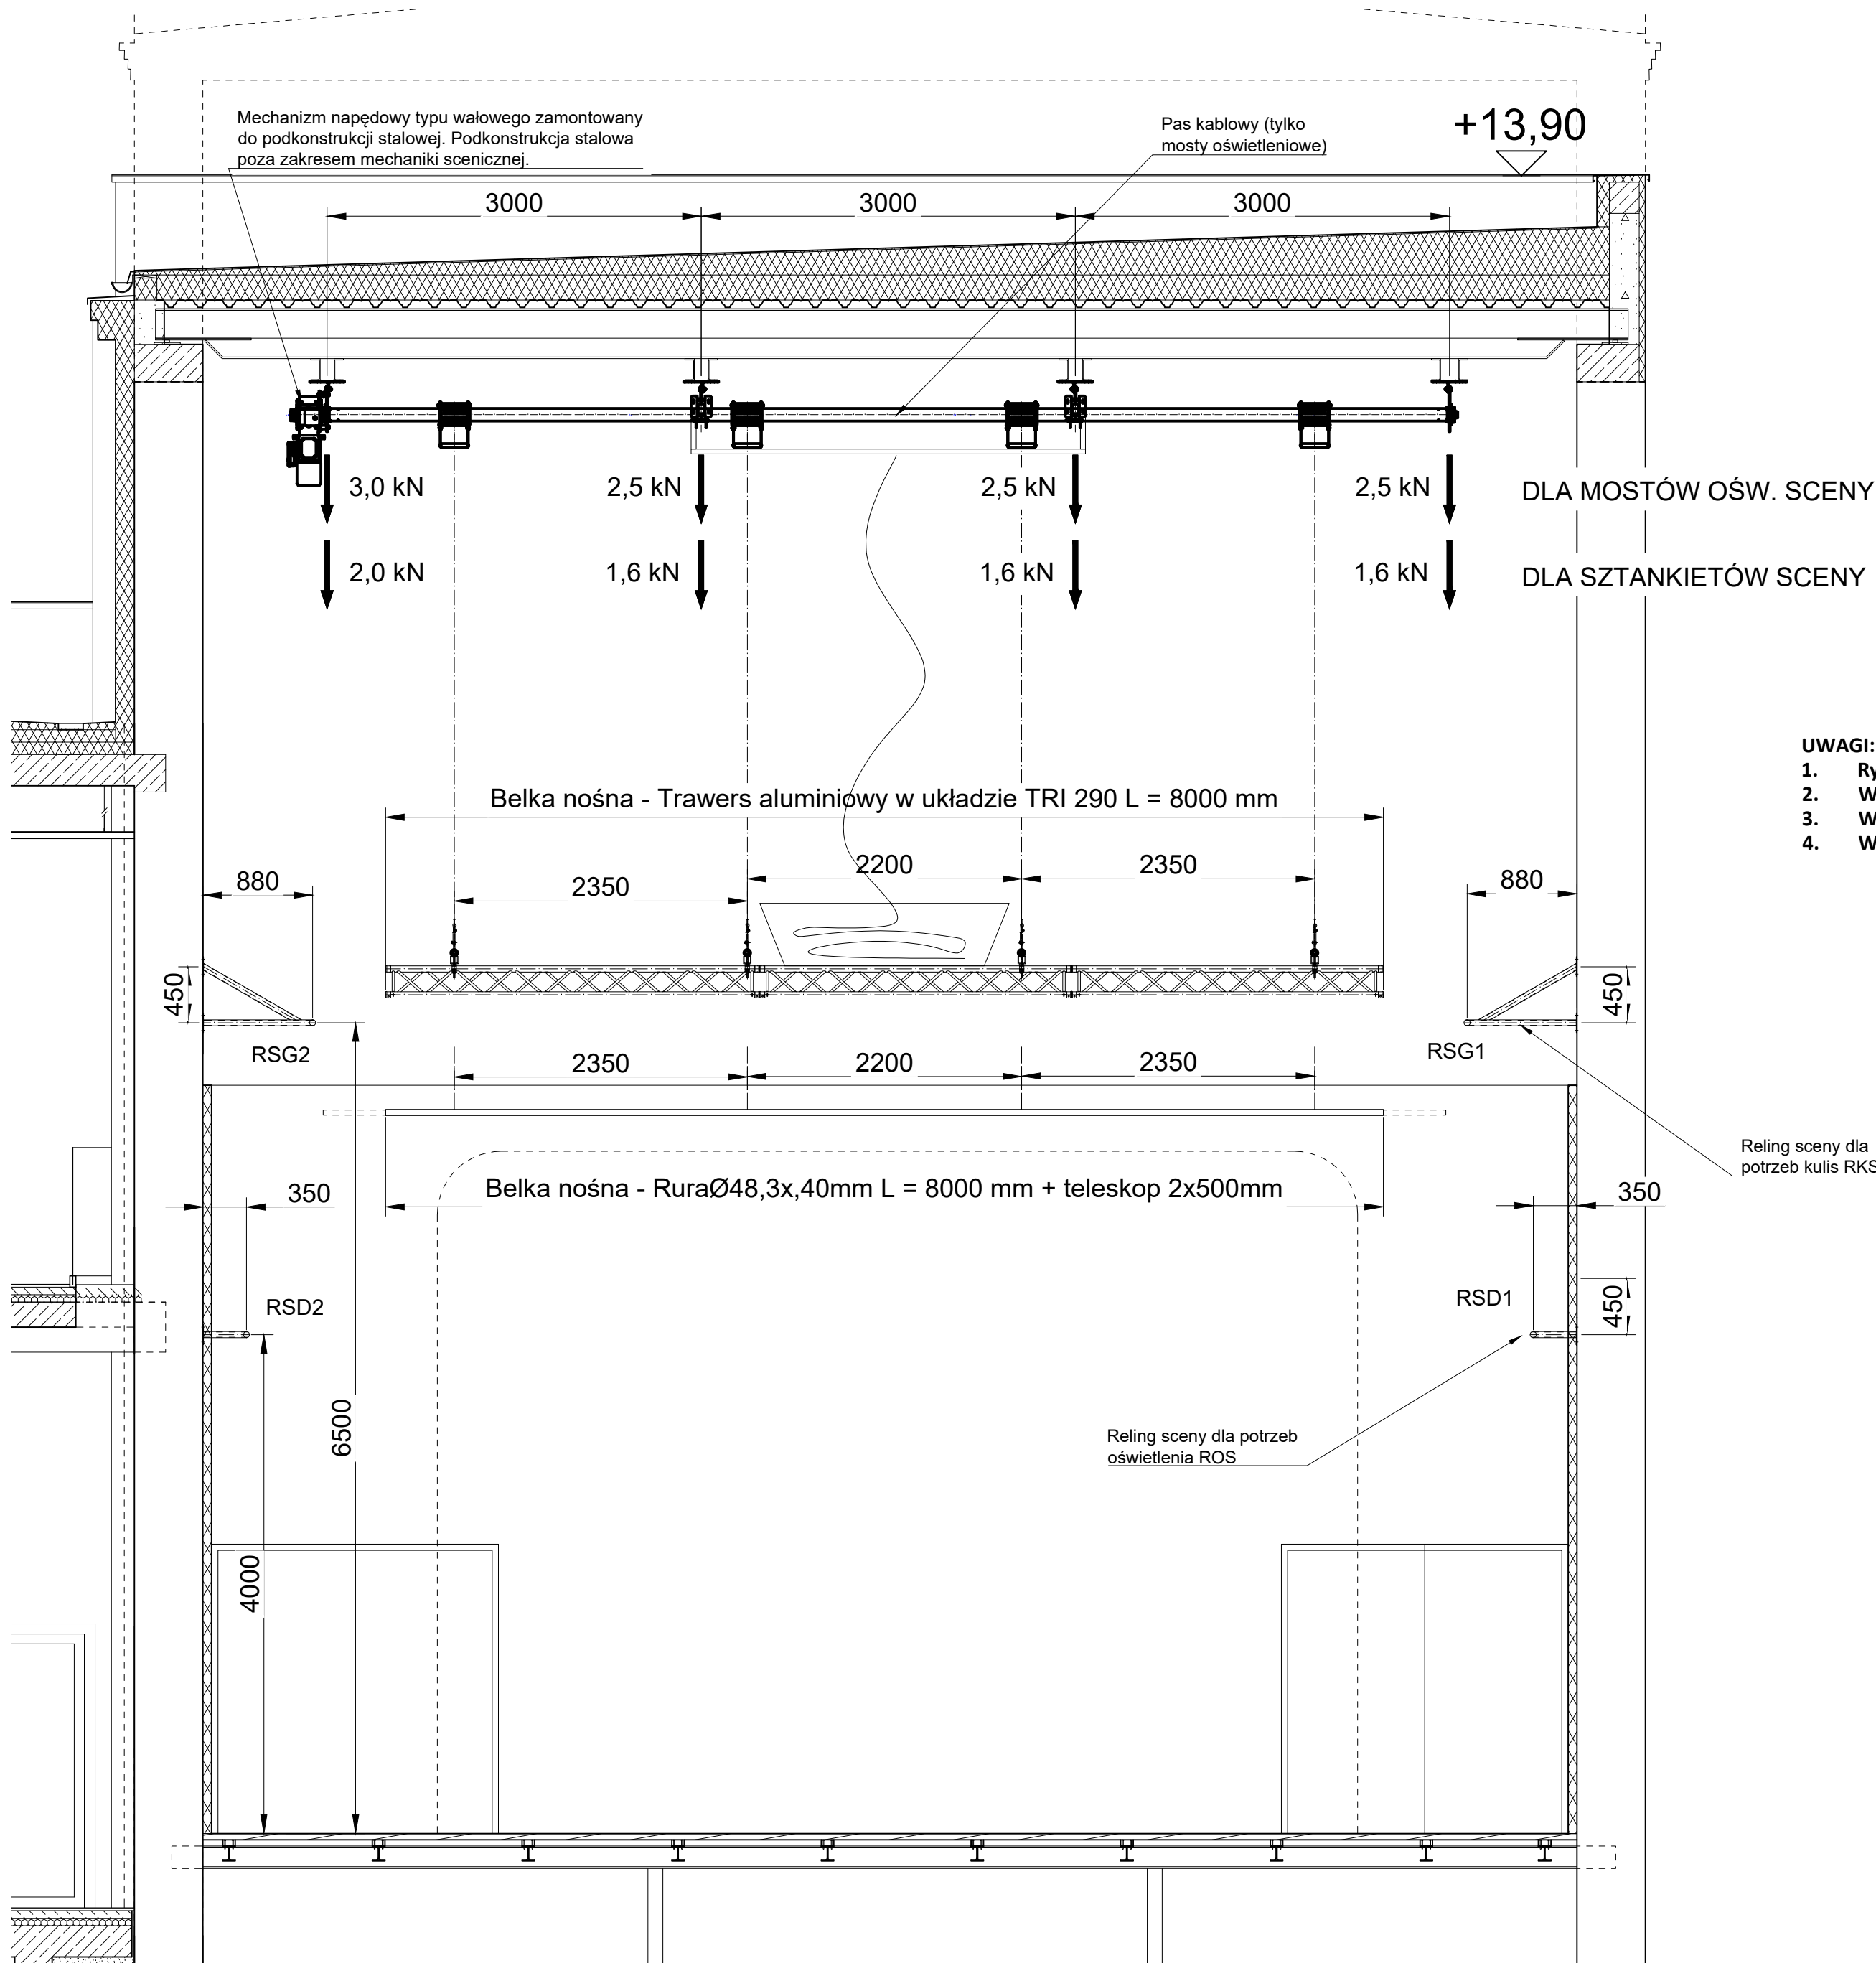 Mechanizm napędowy typu wałowego zamontowany
do podkonstrukcji stalowej. Podkonstrukcja stalowa
poza zakresem mechaniki scenicznej.
Pas kablowy (tylko
mosty oświetleniowe)
+13,90
3000 3000 3000
3,0 kN 2,5 kN 2,5 kN 2,5 kN DLA MOSTÓW OŚW. SCENY
2,0 kN 1,6 kN 1,6 kN 1,6 kN DLA SZTANKIETÓW SCENY
UWAGI:
1. Ry
2. W
3. W
4. W
Belka nośna - Trawers aluminiowy w układzie TRI 290 L = 8000 mm
880 2350 2200 2350 880
450 450
RSG2 RSG1
2350 2200 2350
Reling sceny dla
potrzeb kulis RKS
Belka nośna - RuraØ48,3x,40mm L = 8000 mm + teleskop 2x500mm
350 350
RSD2 RSD1
450
6500
Reling sceny dla potrzeb
oświetlenia ROS
4000